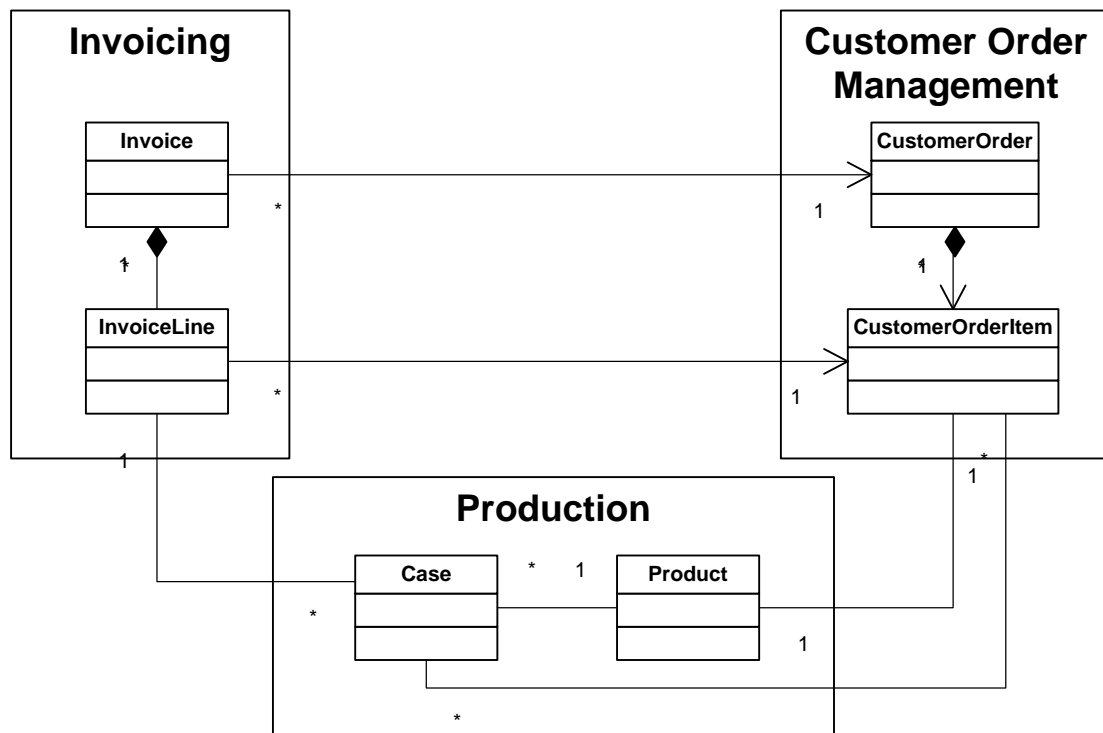 Invoicing
Customer Order
Management
Invoice
CustomerOrder
*
1
1
*
*
1
InvoiceLine
CustomerOrderItem
*
1
1
*
1
Production
Case
*
1
Product
*
1
*